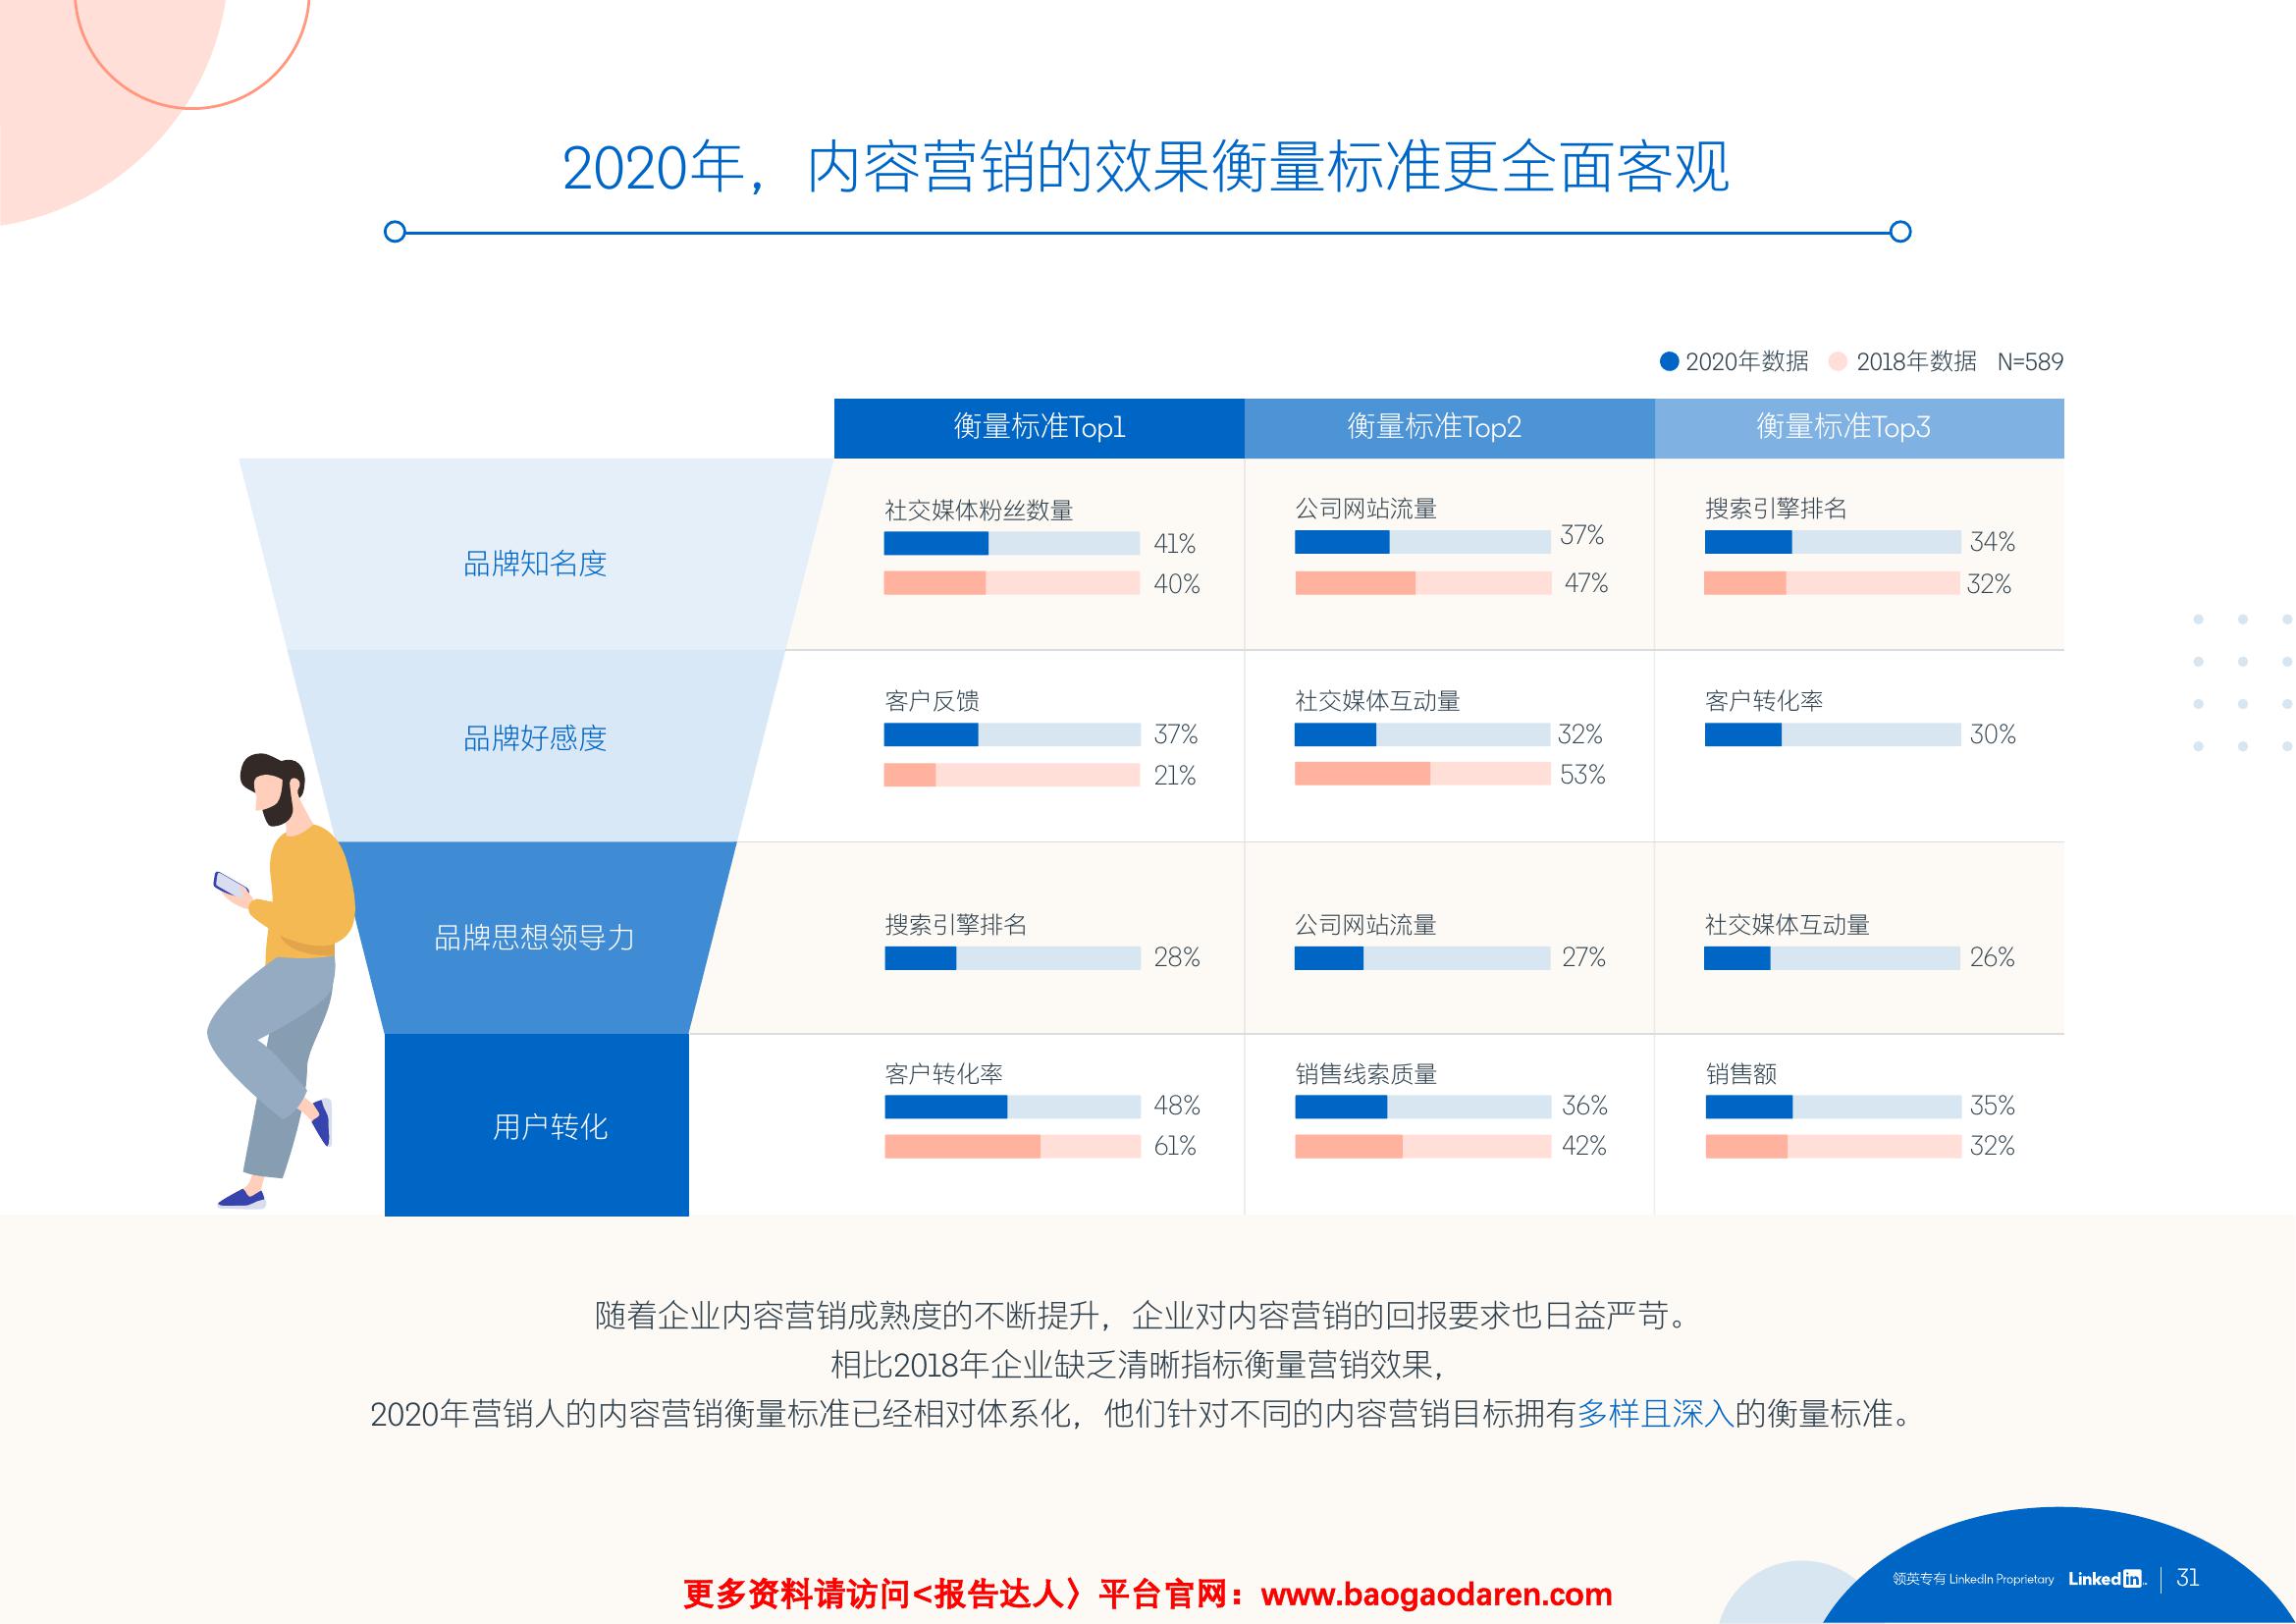 2020年，内容营销的效果衡量标准更全面客观
2020年数据 2018年数据 N=589
衡量标准Top1 衡量标准Top2 衡量标准Top3
品牌知名度
社交媒体粉丝数量
41%
40%
公司网站流量
37%
47%
搜索引擎排名
34%
32%
品牌好感度
客户反馈
37%
21%
社交媒体互动量
32%
53%
客户转化率
30%
品牌思想领导力
搜索引擎排名
28%
公司网站流量
27%
社交媒体互动量
26%
用户转化
客户转化率
48%
61%
销售线索质量
36%
42%
销售额
35%
32%
随着企业内容营销成熟度的不断提升，企业对内容营销的回报要求也日益严苛。
相比2018年企业缺乏清晰指标衡量营销效果，
2020年营销人的内容营销衡量标准已经相对体系化，他们针对不同的内容营销目标拥有多样且深入的衡量标准。
领英专有 LinkedIn Proprietary LinkedIn 31
更多资料请访问<报告达人〉平台官网：www.baogaodaren.com